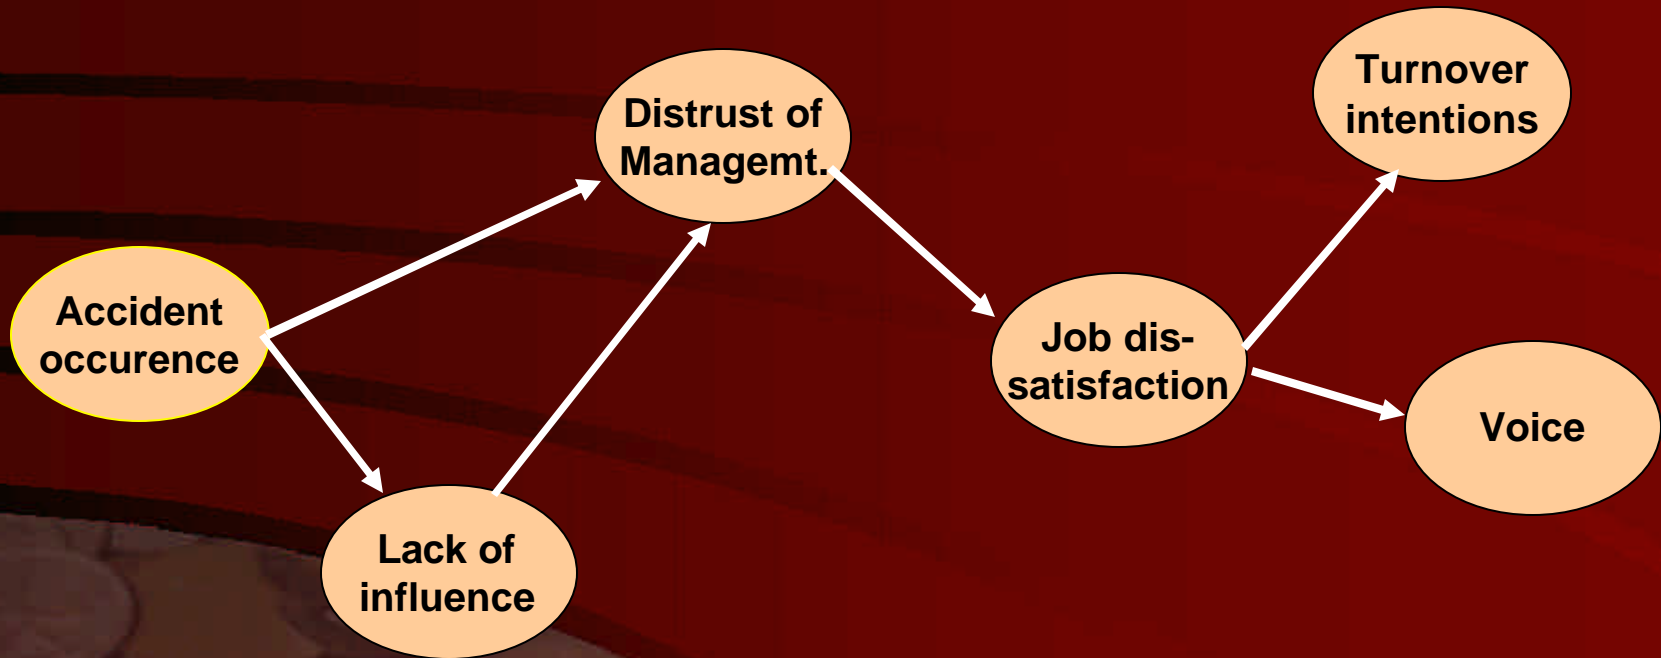 Turnover
intentions
Distrust of
Managemt.
Accident
occurence
Job dis-
satisfaction
Voice
Lack of
influence